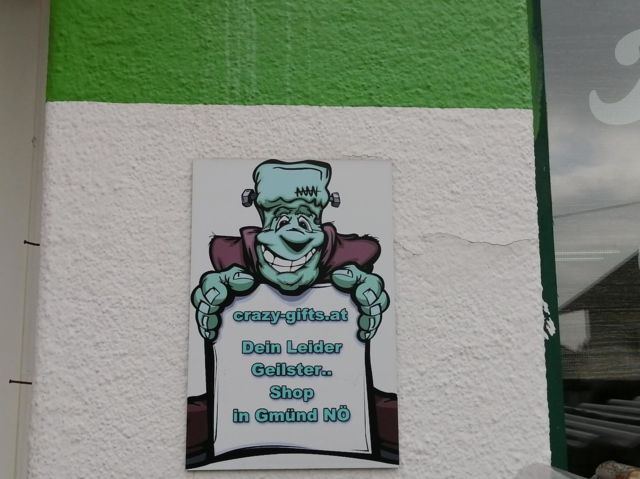 crazy-gifts.at
Dein Leider
Geilster..
Shop
in Gmünd NÖ